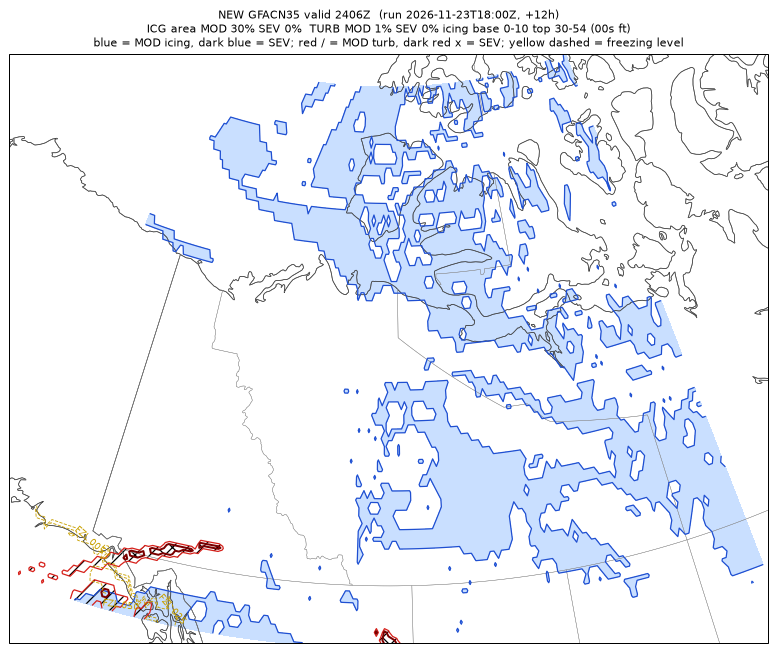 NEW GFACN35 valid 2406Z (run 2026-11-23T18:00Z, +12h)
ICG area MOD 30% SEV 0% TURB MOD 1% SEV 0% icing base 0-10 top 30-54 (00s ft)
blue = MOD icing, dark blue = SEV; red / = MOD turb, dark red x = SEV; yellow dashed = freezing level